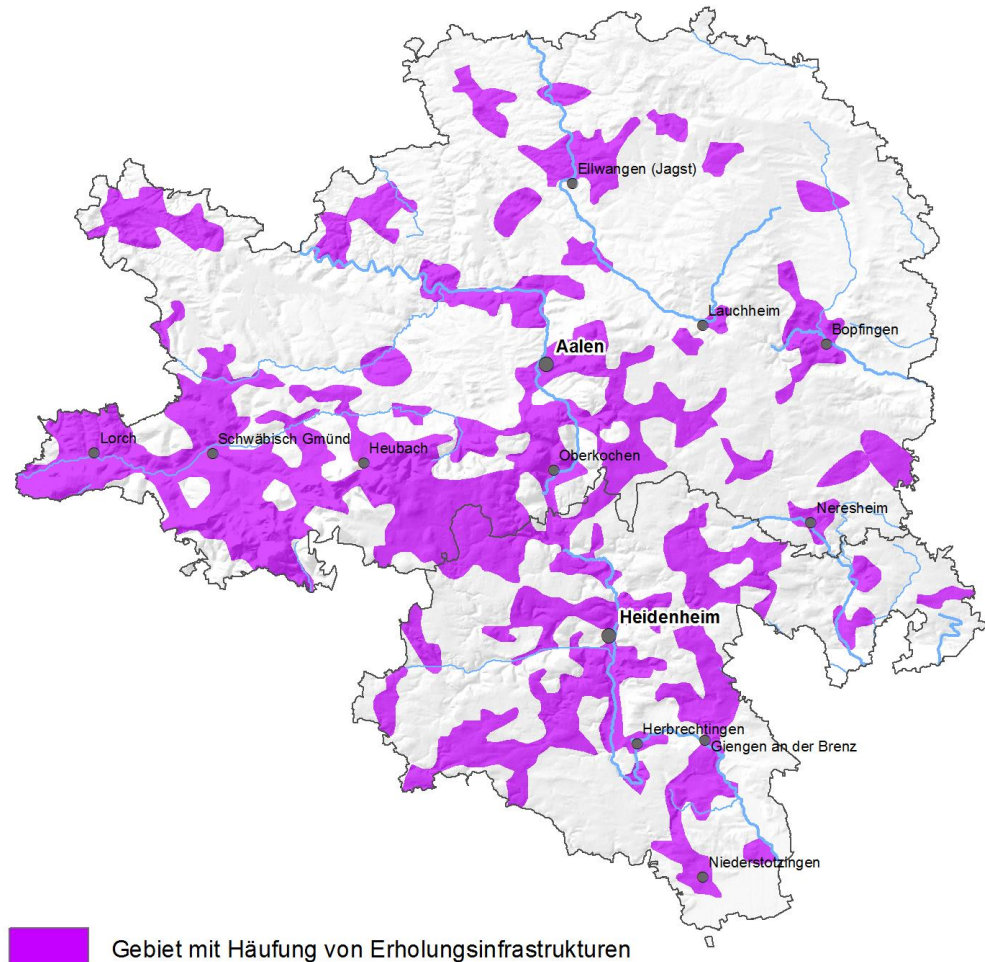 Ellwangen (Jagst)
Lauchheim
Bopfingen
Aalen
Lorch
Schwäbisch Gmünd
Heubach
Oberkochen
Neresheim
Heidenheim
Herbrechtingen
Giengen an der Brenz
Niederstotzingen
Gebiet mit Häufung von Erholungsinfrastrukturen